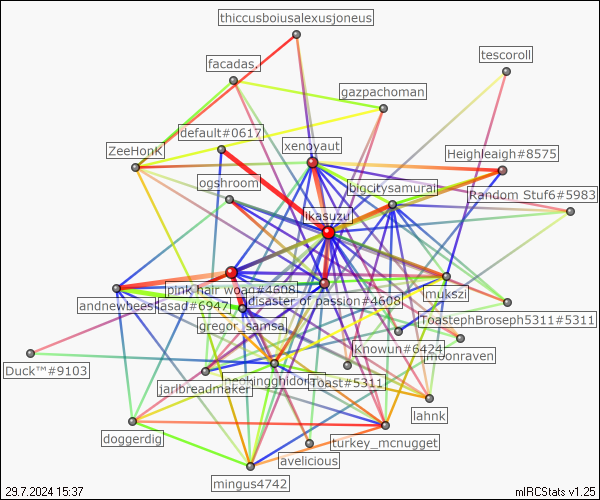 thiccusboiusalexusjoneus
tescoroll
facadas.
gazpachoman
default#0617
xenoyaut
ZeeHonK
Heighleaigh#8575
ogshroom
bigcitysamurai
Random Stuf6#5983
ikasuzu
pink hair woag#4608
mukszi
andnewbees
asad#6947
disaster of passion#4608
ToastephBroseph5311#5311
gregor_samsa
Knowun#6424
moonraven
Duck™#9103
jarlbreadmaker
Toast#5311
lahnk
doggerdig
turkey_mcnugget
avelicious
mingus4742
29.7.2024 15:37
mIRCStats v1.25